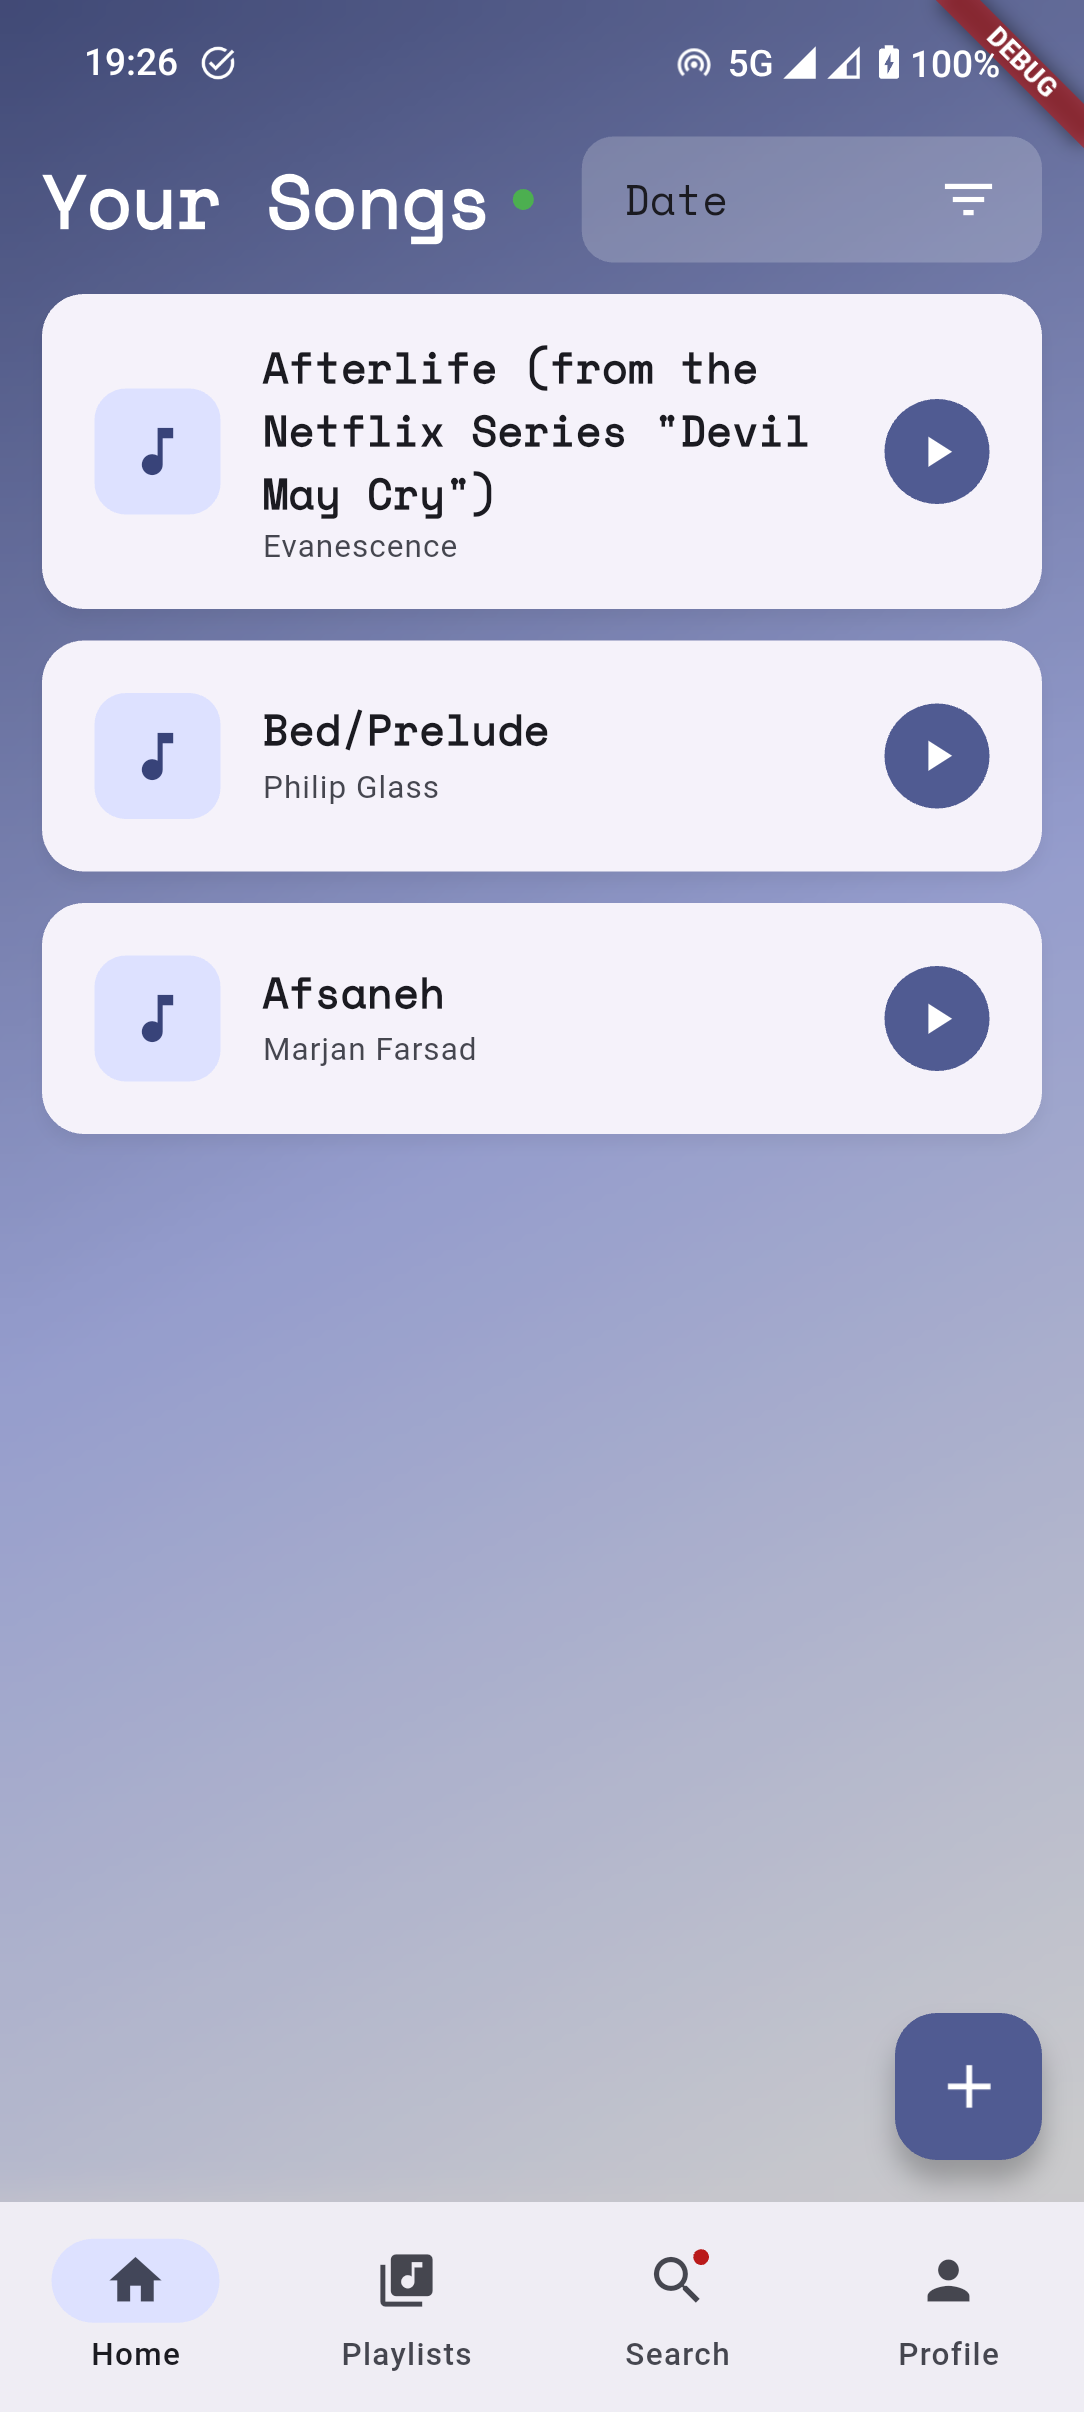 19:26
5G
100%
DEBUG
Your Songs
Date
Afterlife (from the
Netflix Series "Devil
May Cry")
Evanescence
Bed/Prelude
Philip Glass
Afsaneh
Marjan Farsad
Home
Playlists
Search
Profile